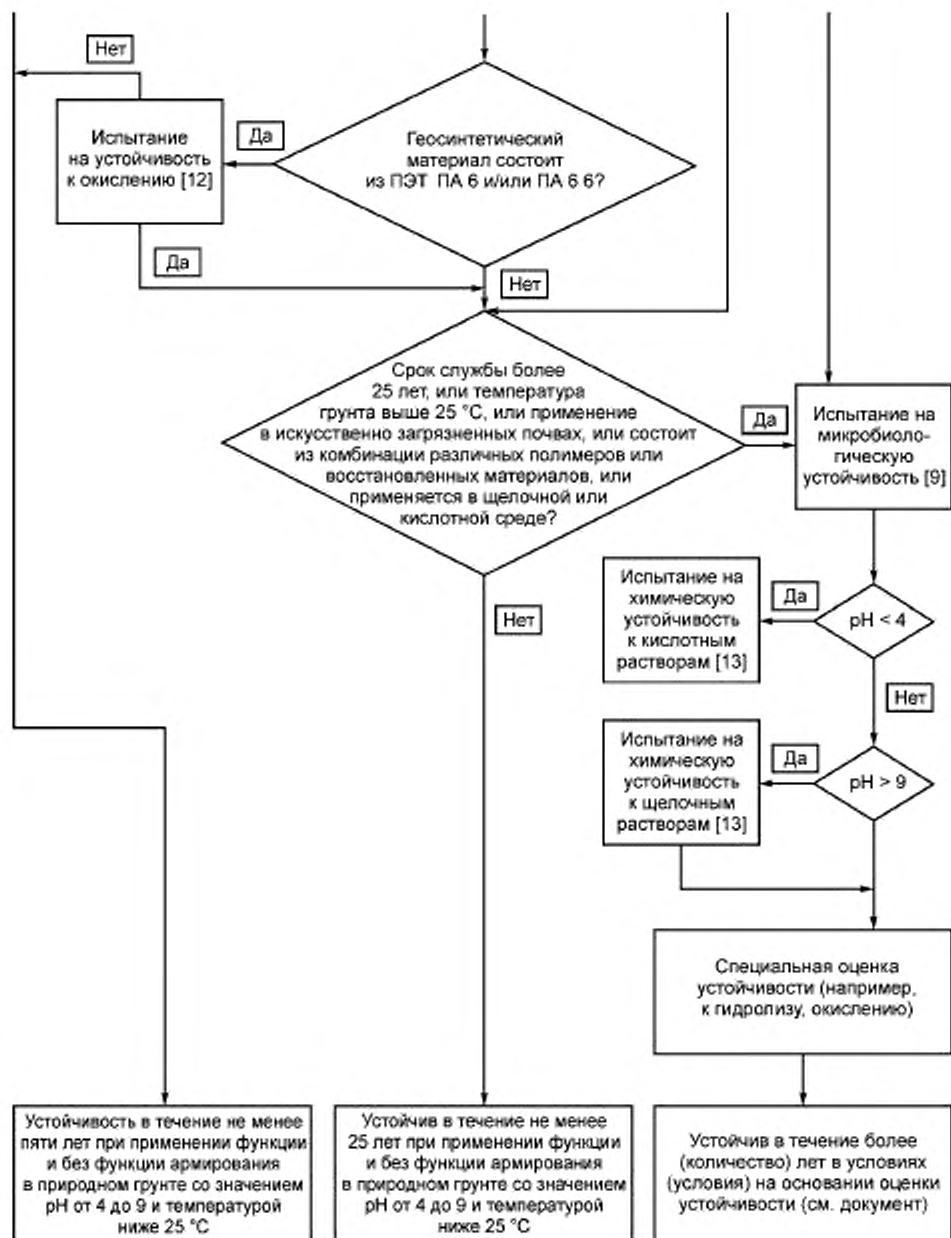 Нет
Испытание
на устойчивость
к окислению [12]
Да
Геосинтетический
материал состоит
из ПЭТ ПА 6 и/или ПА 6 6?
Да
Нет
Срок службы более
25 лет, или температура
грунта выше 25 °С, или применение
в искусственно загрязненных почвах, или состоит
из комбинации различных полимеров или
восстановленных материалов, или
применяется в щелочной или
кислотной среде?
Да
Испытание на
микробиоло-
гическую
устойчивость [9]
Нет
Испытание на
химическую
устойчивость
к кислотным
растворам [13]
Да
pH < 4
Нет
Испытание на
химическую
устойчивость
к щелочным
растворам [13]
Да
pH > 9
Специальная оценка
устойчивости (например,
к гидролизу, окислению)
Устойчивость в течение не менее
пяти лет при применении функции
и без функции армирования
в природном грунте со значением
pH от 4 до 9 и температурой
ниже 25 °С
Устойчив в течение не менее
25 лет при применении функции
и без функции армирования
в природном грунте со значением
pH от 4 до 9 и температурой
ниже 25 °С
Устойчив в течение более
(количество) лет в условиях
(условия) на основании оценки
устойчивости (см. документ)